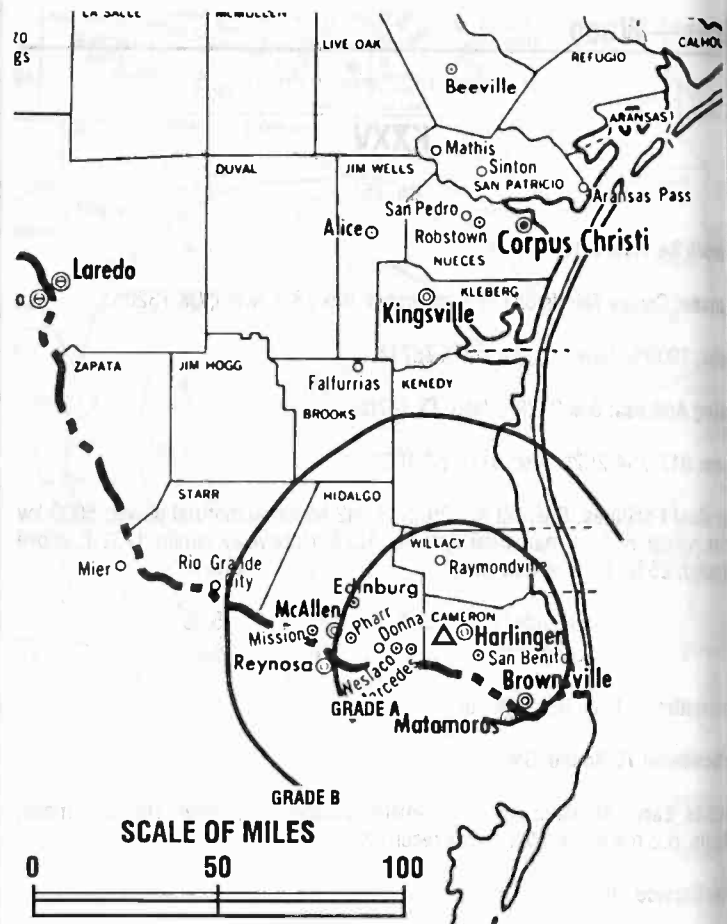 LA SALLE
McMULLEN
LIVE OAK
REFUGIO
CALHOU
zo
gs
Beeville
ARANSAS
Mathis
Sinton
SAN PATRICIO
Aransas Pass
DUVAL
JIM WELLS
San Pedro
Robstown
Alice
Corpus Christi
NUECES
Laredo
o
KLEBERG
Kingsville
ZAPATA
JIM HOGG
Falfurrias
KENEDY
BROOKS
STARR
HIDALGO
WILLACY
Raymondville
Mier
Rio Grande
City
Edinburg
McAllen
Pharr
Donna
CAMERON
Mission
Harlingen
Reynosa
San Benito
Weslaco
Mercedes
Brownsville
GRADE A
Matamoros
GRADE B
SCALE OF MILES
0 50 100